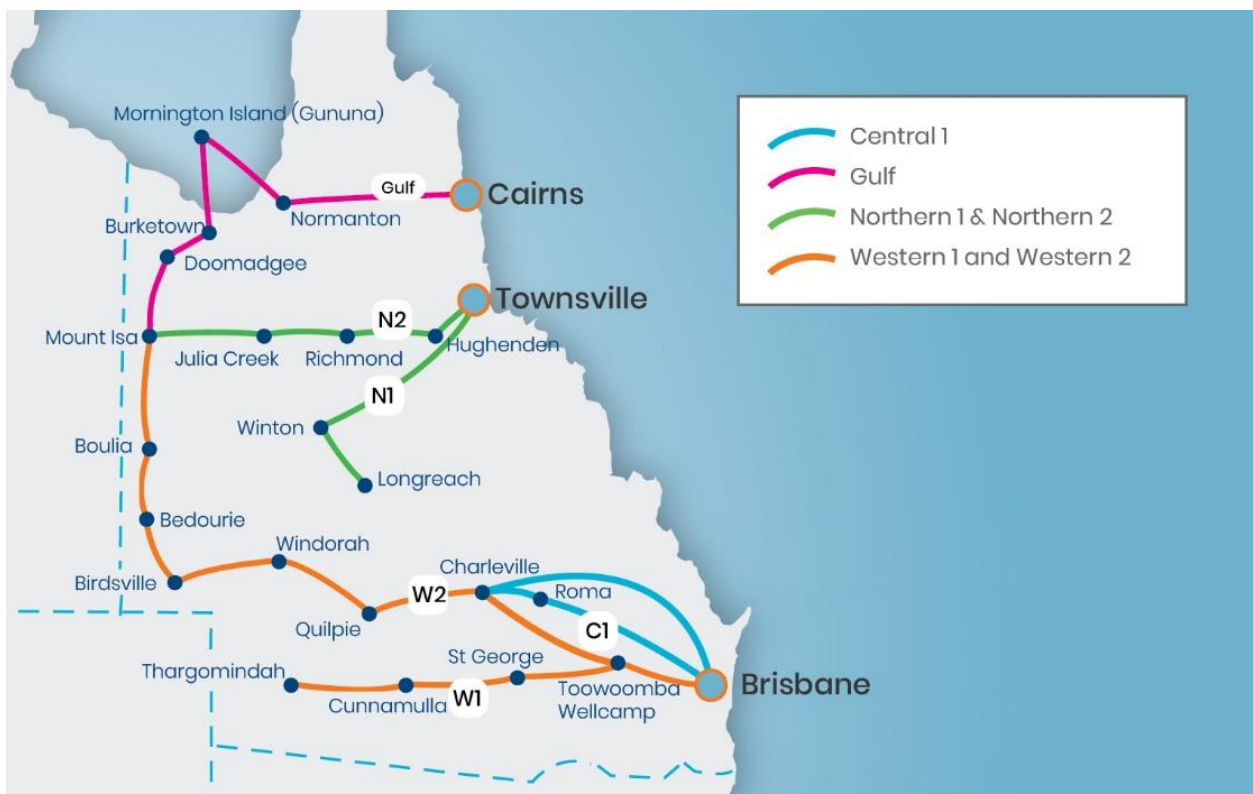 Mornington Island (Gununa)
Central 1
Gulf
Northern 1 & Northern 2
Western 1 and Western 2
Gulf
Cairns
Normanton
Burketown
Doomadgee
Townsville
Mount Isa
N2
Julia Creek
Richmond
Hughenden
N1
Winton
Boulia
Longreach
Bedourie
Windorah
Charleville
Birdsville
Roma
W2
Quilpie
C1
St George
Thargomindah
Toowoomba
Wellcamp
Brisbane
Cunnamulla
W1